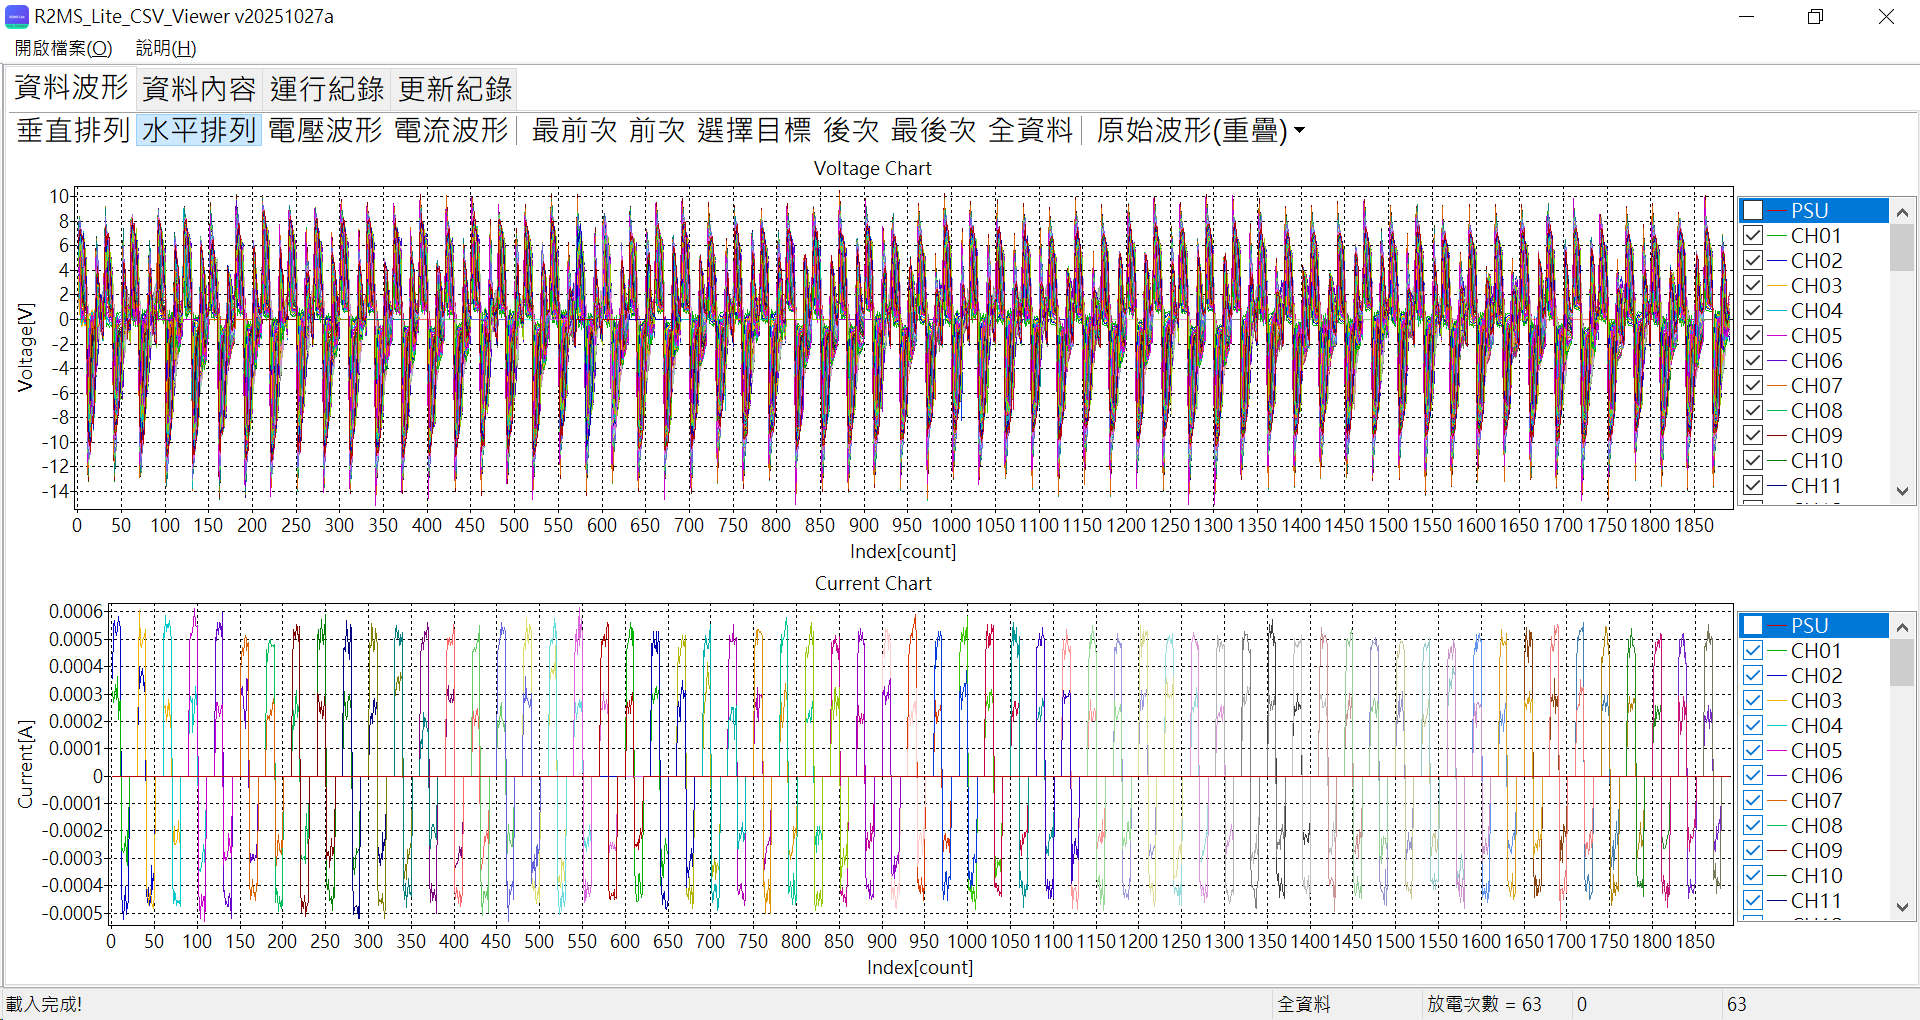 R2MS_Lite_CSV_Viewer v20251027a
開啟檔案(O) 說明(H)
資料波形 資料內容 運行紀錄 更新紀錄
垂直排列 水平排列 電壓波形 電流波形 最前次 前次 選擇目標 後次 最後次 全資料 原始波形(重疊)
Voltage Chart
Voltage[V]
10
8
6
4
2
0
-2
-4
-6
-8
-10
-12
-14
0 50 100 150 200 250 300 350 400 450 500 550 600 650 700 750 800 850 900 950 1000 1050 1100 1150 1200 1250 1300 1350 1400 1450 1500 1550 1600 1650 1700 1750 1800 1850
Index[count]
PSU
CH01
CH02
CH03
CH04
CH05
CH06
CH07
CH08
CH09
CH10
CH11
Current Chart
Current[A]
0.0006
0.0005
0.0004
0.0003
0.0002
0.0001
0
-0.0001
-0.0002
-0.0003
-0.0004
-0.0005
0 50 100 150 200 250 300 350 400 450 500 550 600 650 700 750 800 850 900 950 1000 1050 1100 1150 1200 1250 1300 1350 1400 1450 1500 1550 1600 1650 1700 1750 1800 1850
Index[count]
PSU
CH01
CH02
CH03
CH04
CH05
CH06
CH07
CH08
CH09
CH10
CH11
載入完成! 全資料 放電次數 = 63 0 63